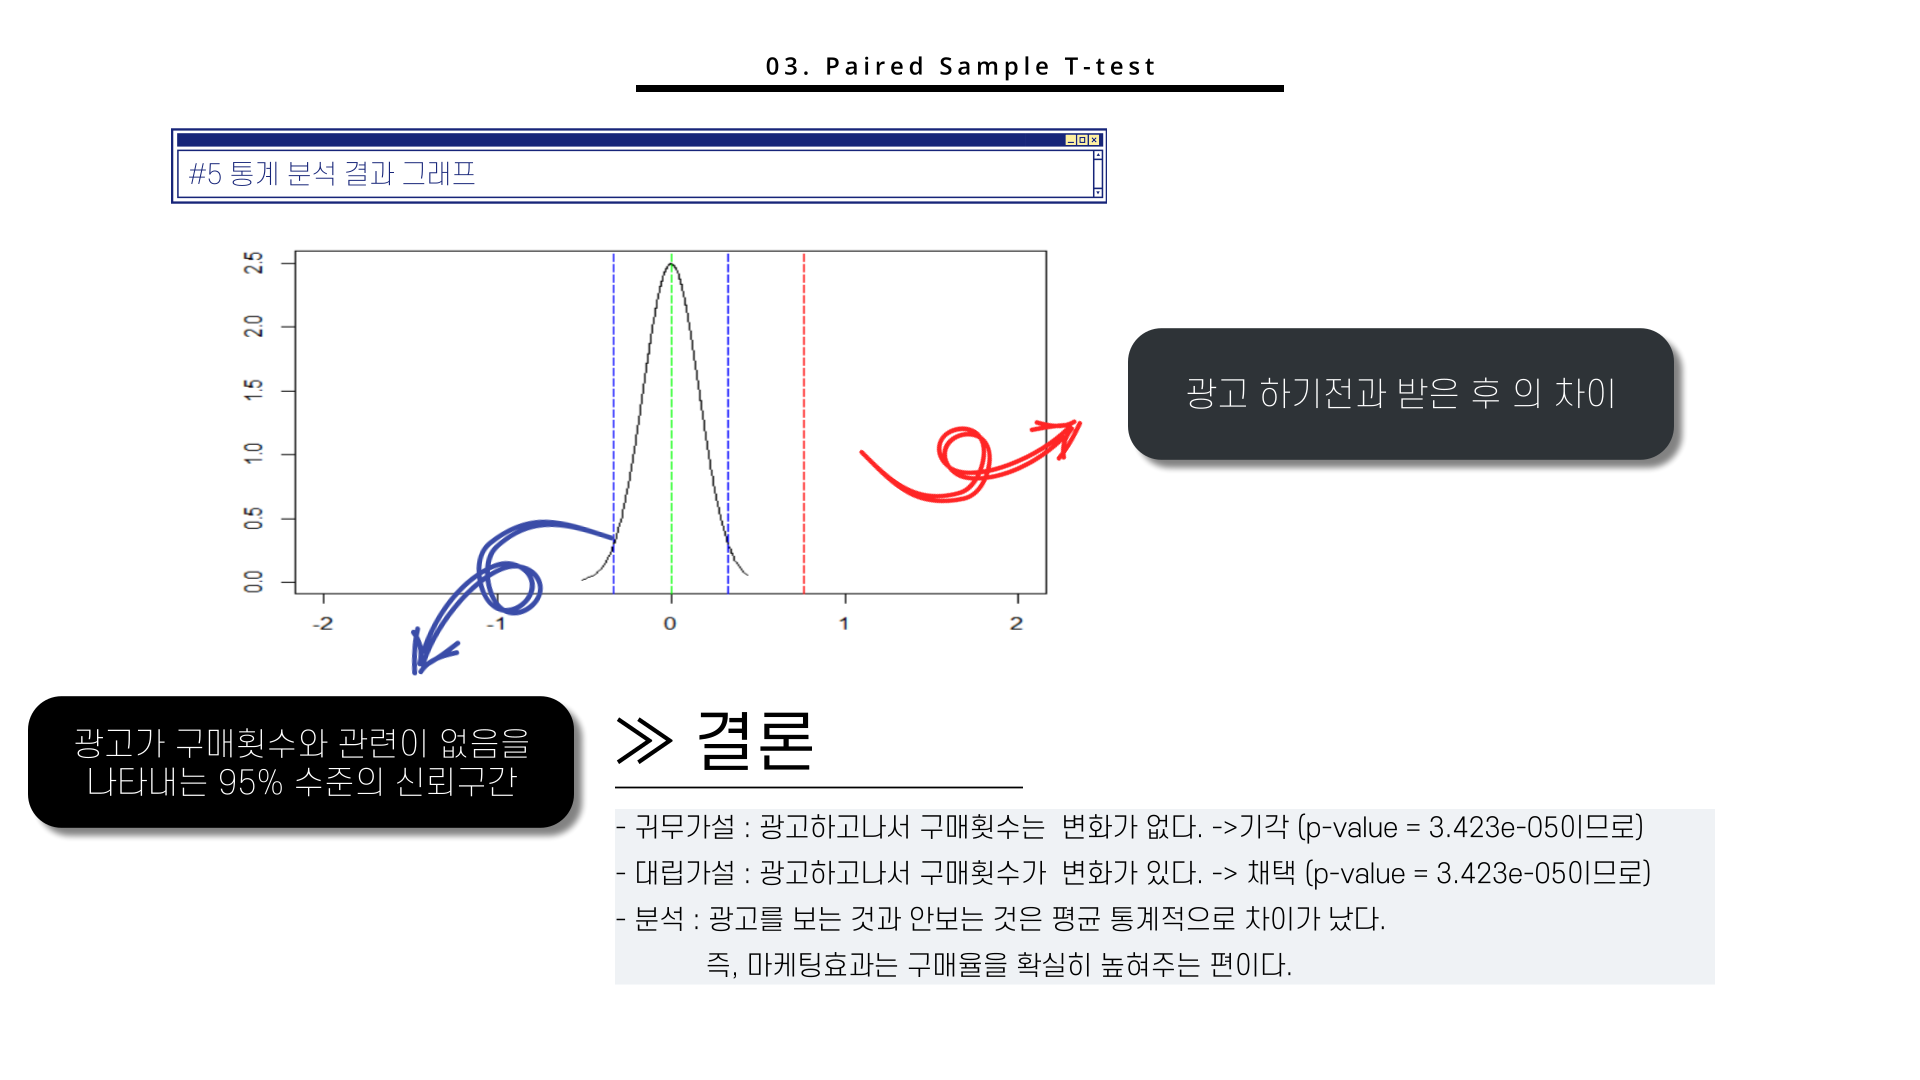 03. Paired Sample T-test
#5 통계 분석 결과 그래프
2.5
2.0
1.5
1.0
0.5
0.0
-2 -1 0 1 2
광고 하기전과 받은 후 의 차이
광고가 구매횟수와 관련이 없음을
나타내는 95% 수준의 신뢰구간
≫ 결론
- 귀무가설 : 광고하고나서 구매횟수는 변화가 없다. ->기각 (p-value = 3.423e-05이므로)
- 대립가설 : 광고하고나서 구매횟수가 변화가 있다. -> 채택 (p-value = 3.423e-05이므로)
- 분석 : 광고를 보는 것과 안보는 것은 평균 통계적으로 차이가 났다.
즉, 마케팅효과는 구매율을 확실히 높혀주는 편이다.